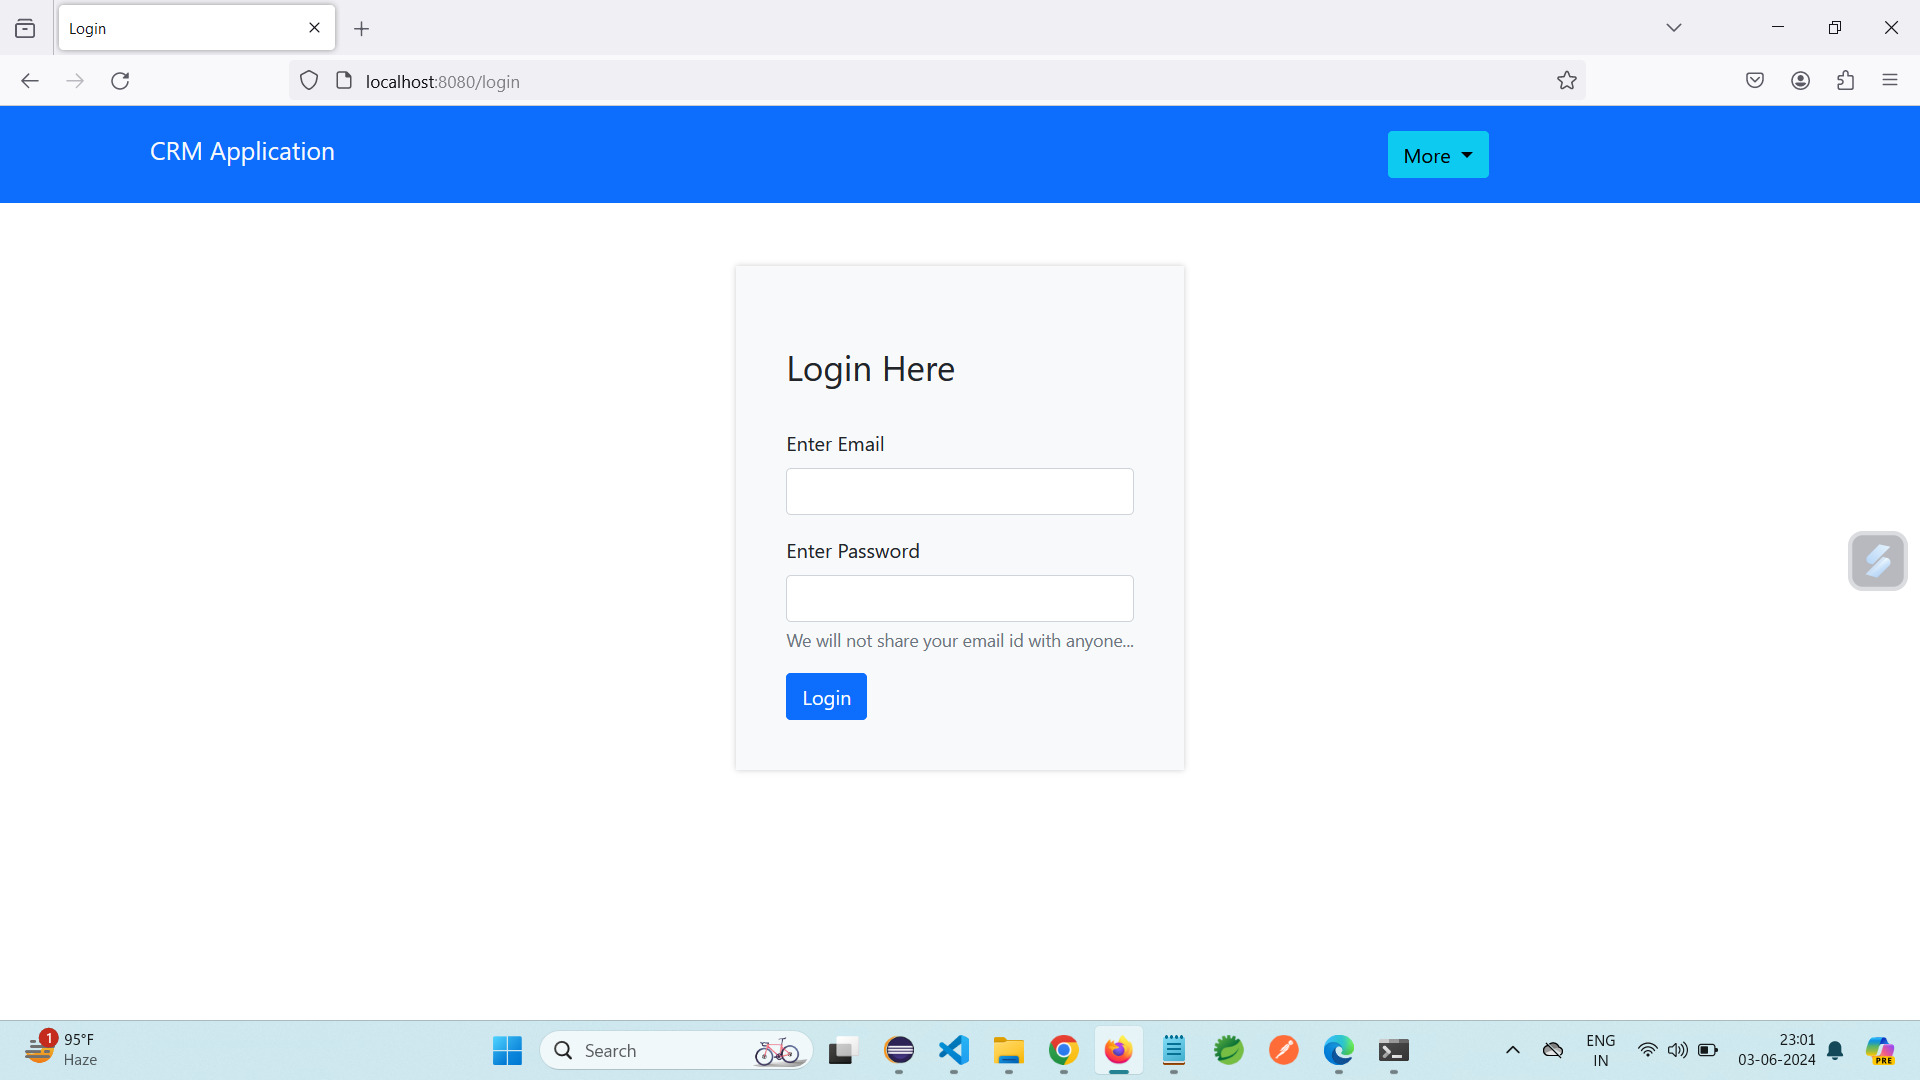 Login
localhost:8080/login
CRM Application
More
Login Here
Enter Email
Enter Password
We will not share your email id with anyone...
Login
1
95°F
Haze
Search
ENG
IN
23:01
03-06-2024
PRE